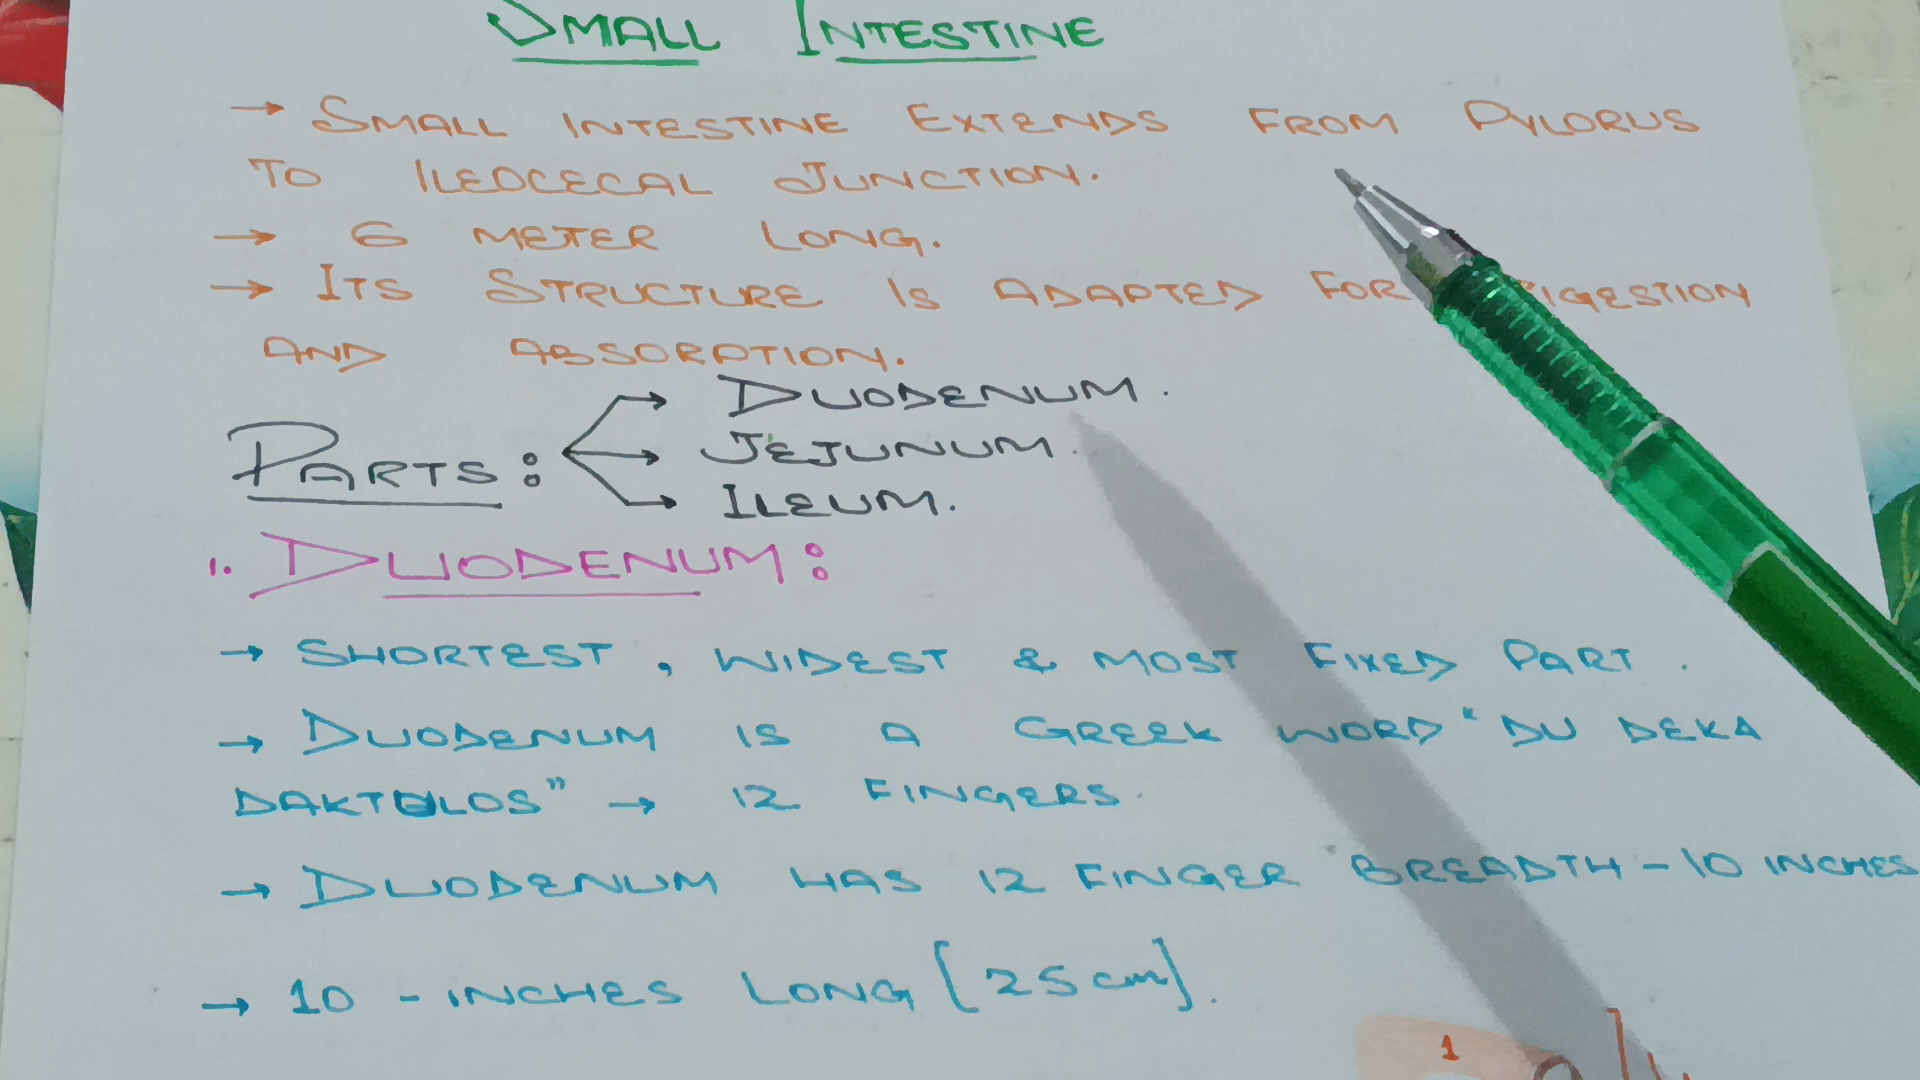 SMALL INTESTINE
→ SMALL INTESTINE EXTENDS FROM PYLORUS
TO ILEOCECAL JUNCTION.
→ 6 METER LONG.
→ ITS STRUCTURE IS ADAPTED FOR DIGESTION
AND ABSORPTION.
PARTS: → DUODENUM.
→ JEJUNUM.
→ ILEUM.
1. DUODENUM:
→ SHORTEST, WIDEST & MOST FIXED PART.
→ DUODENUM IS A GREEK WORD "DU DEKA
DAKTULOS" → 12 FINGERS.
→ DUODENUM HAS 12 FINGER BREADTH - 10 INCHES
→ 10 - INCHES LONG [25 cm].
1